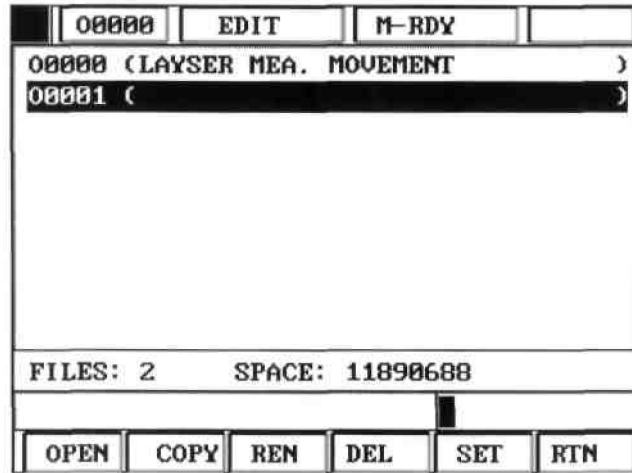 O0000 EDIT M-RDY
O0000 (LAYSER MEA. MOVEMENT )
O0001 ( )
FILES: 2 SPACE: 11890688
OPEN COPY REN DEL SET RTN